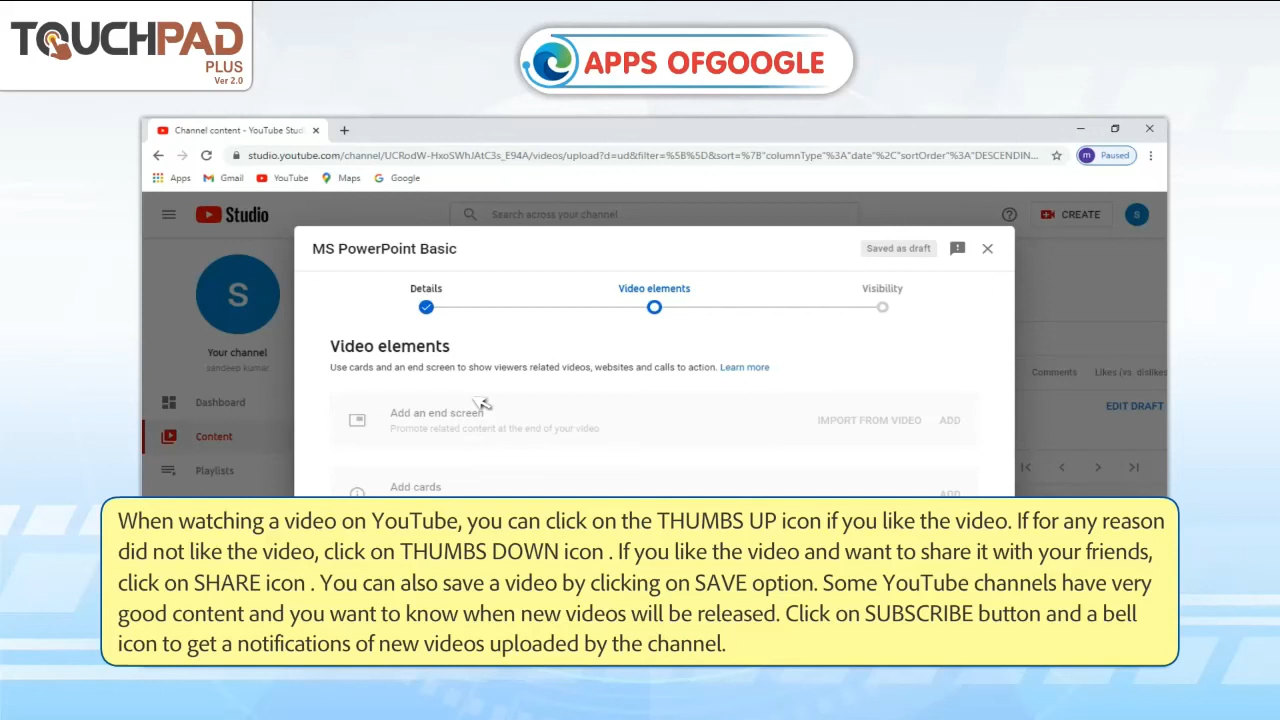 TOUCHPAD
PLUS
Ver 2.0
APPS OFGOOGLE
Channel content - YouTube Stud
studio.youtube.com/channel/UCRodW-HxoSWhJAtC3s_E94A/videos/upload?d=ud&filter=%5B%5D&sort=%7B"columnType"%3A"date"%2C"sortOrder"%3A"DESCENDIN...
m Paused
Apps Gmail YouTube Maps Google
Studio
Search across your channel
CREATE
S
MS PowerPoint Basic
Saved as draft
S
Details Video elements Visibility
Your channel
sandeep kumar
Video elements
Use cards and an end screen to show viewers related videos, websites and calls to action. Learn more
Comments Likes (vs. dislikes
Dashboard
Add an end screen
EDIT DRAFT
Promote related content at the end of your video
IMPORT FROM VIDEO ADD
Content
Playlists
Add cards
ADD
When watching a video on YouTube, you can click on the THUMBS UP icon if you like the video. If for any reason
did not like the video, click on THUMBS DOWN icon . If you like the video and want to share it with your friends,
click on SHARE icon . You can also save a video by clicking on SAVE option. Some YouTube channels have very
good content and you want to know when new videos will be released. Click on SUBSCRIBE button and a bell
icon to get a notifications of new videos uploaded by the channel.